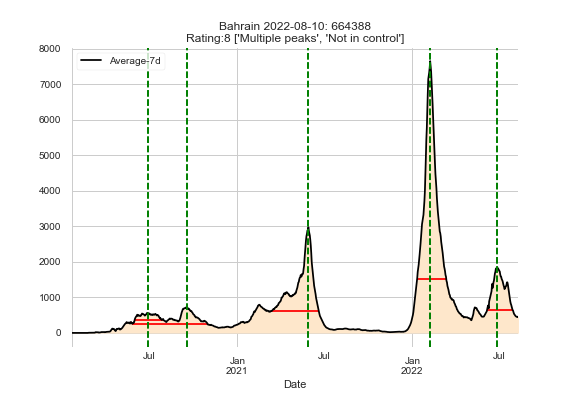 Bahrain 2022-08-10: 664388
Rating:8 ['Multiple peaks', 'Not in control']
Average-7d
8000
7000
6000
5000
4000
3000
2000
1000
0
Jul
Jan
2021
Jul
Jan
2022
Jul
Date